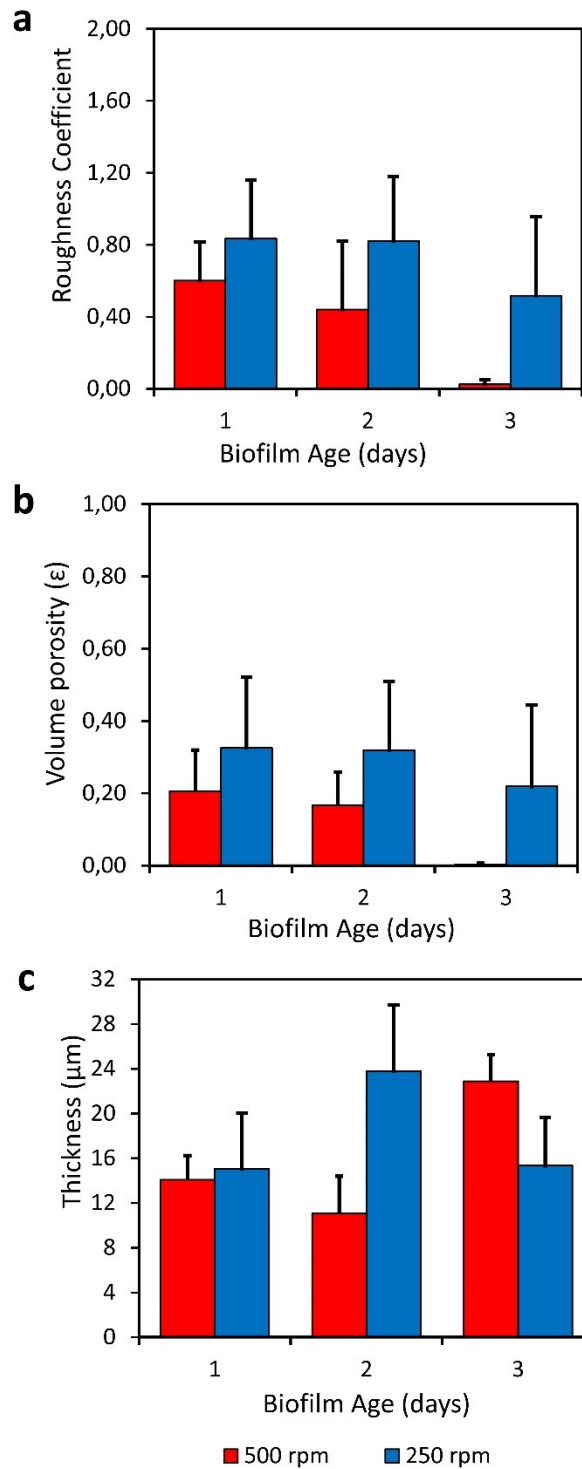 a
Roughness Coefficient
2,00
1,60
1,20
0,80
0,40
0,00
1 2 3
Biofilm Age (days)
b
Volume porosity (ε)
1,00
0,80
0,60
0,40
0,20
0,00
1 2 3
Biofilm Age (days)
c
Thickness (μm)
32
28
24
20
16
12
8
4
0
1 2 3
Biofilm Age (days)
500 rpm 250 rpm